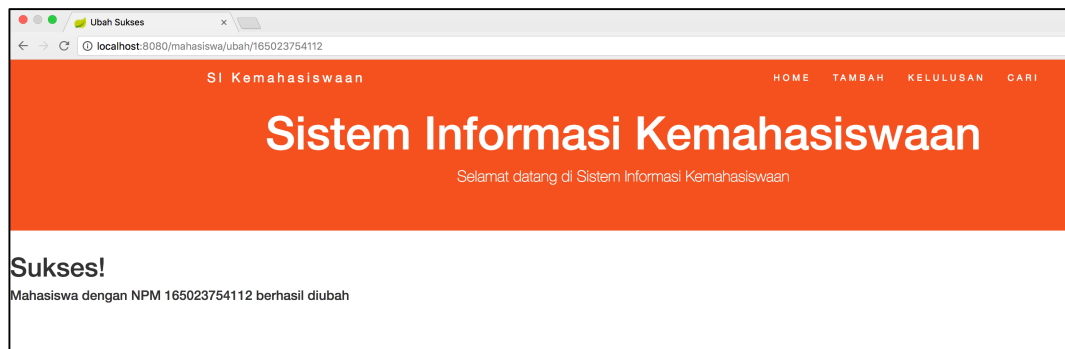 Ubah Sukses
localhost:8080/mahasiswa/ubah/165023754112
SI Kemahasiswaan
HOME TAMBAH KELULUSAN CARI
Sistem Informasi Kemahasiswaan
Selamat datang di Sistem Informasi Kemahasiswaan
Sukses!
Mahasiswa dengan NPM 165023754112 berhasil diubah